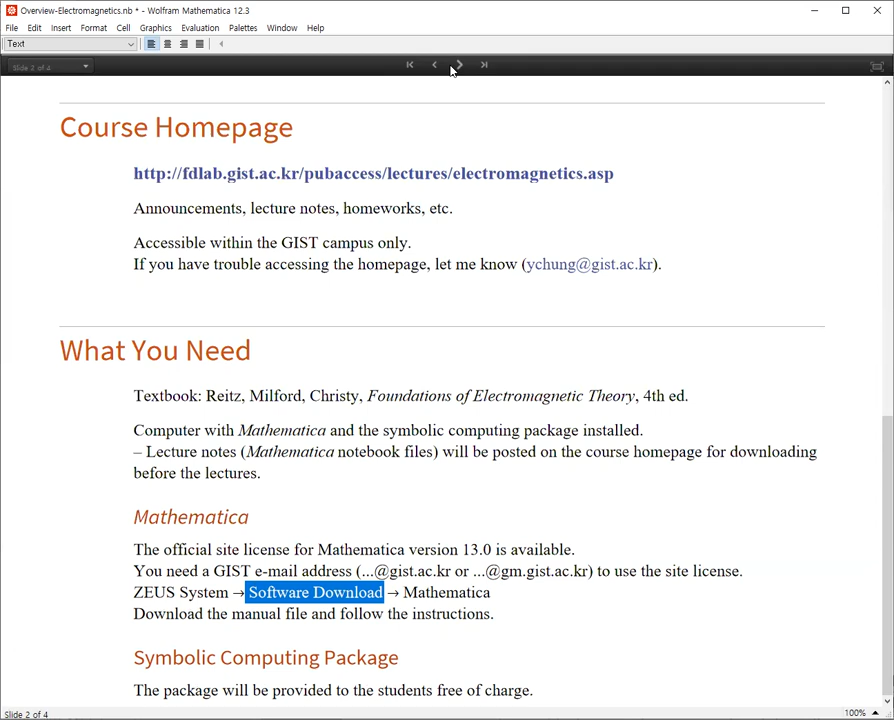 Overview-Electromagnetics.nb * - Wolfram Mathematica 12.3
File Edit Insert Format Cell Graphics Evaluation Palettes Window Help
Text
Slide 2 of 4
Course Homepage
http://fdlab.gist.ac.kr/pubaccess/lectures/electromagnetics.asp
Announcements, lecture notes, homeworks, etc.
Accessible within the GIST campus only.
If you have trouble accessing the homepage, let me know (ychung@gist.ac.kr).
What You Need
Textbook: Reitz, Milford, Christy, Foundations of Electromagnetic Theory, 4th ed.
Computer with Mathematica and the symbolic computing package installed.
– Lecture notes (Mathematica notebook files) will be posted on the course homepage for downloading
before the lectures.
Mathematica
The official site license for Mathematica version 13.0 is available.
You need a GIST e-mail address (...@gist.ac.kr or ...@gm.gist.ac.kr) to use the site license.
ZEUS System → Software Download → Mathematica
Download the manual file and follow the instructions.
Symbolic Computing Package
The package will be provided to the students free of charge.
Slide 2 of 4 100%